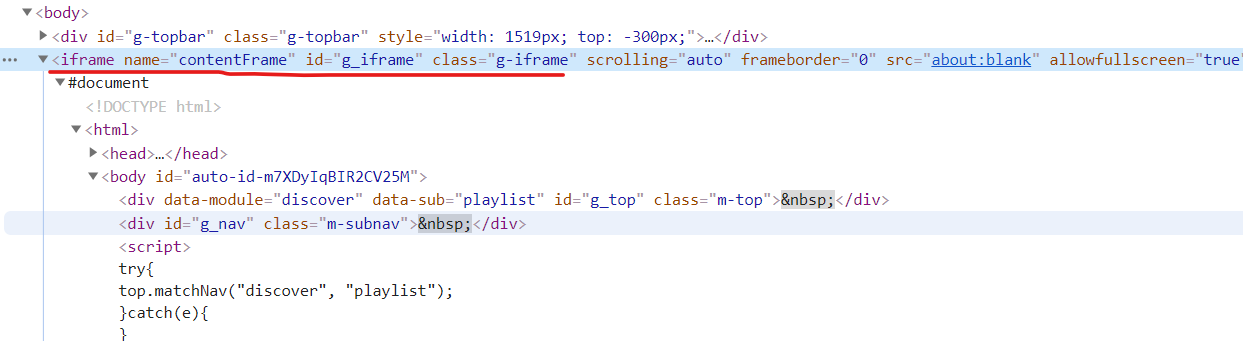 <body>
<div id="g-topbar" class="g-topbar" style="width: 1519px; top: -300px;">…</div>
<iframe name="contentFrame" id="g_iframe" class="g-iframe" scrolling="auto" frameborder="0" src="about:blank" allowfullscreen="true"
#document
<!DOCTYPE html>
<html>
<head>…</head>
<body id="auto-id-m7XDyIqBIR2CV25M">
<div data-module="discover" data-sub="playlist" id="g_top" class="m-top">&nbsp;</div>
<div id="g_nav" class="m-subnav">&nbsp;</div>
<script>
try{
top.matchNav("discover", "playlist");
}catch(e){
}